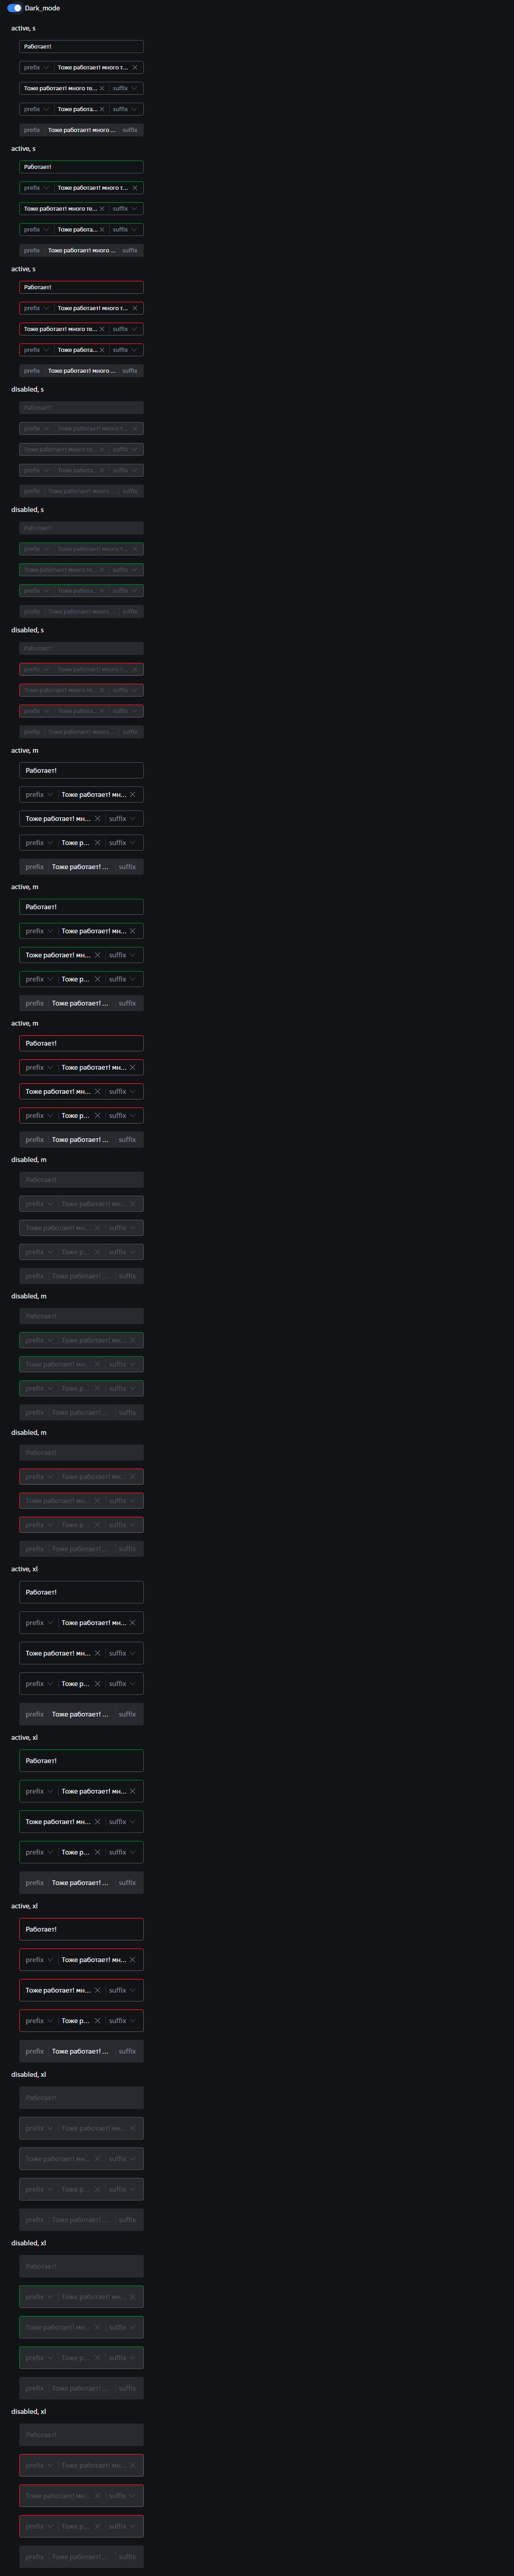 Dark_mode
active, s
Работает!
prefix Тоже работает! много т...
Тоже работает! много те... suffix
prefix Тоже работа... suffix
prefix Тоже работает! много ... suffix
active, s
Работает!
prefix Тоже работает! много т...
Тоже работает! много те... suffix
prefix Тоже работа... suffix
prefix Тоже работает! много ... suffix
active, s
Работает!
prefix Тоже работает! много т...
Тоже работает! много те... suffix
prefix Тоже работа... suffix
prefix Тоже работает! много ... suffix
disabled, s
Работает!
prefix Тоже работает! много т...
Тоже работает! много те... suffix
prefix Тоже работа... suffix
prefix Тоже работает! много ... suffix
disabled, s
Работает!
prefix Тоже работает! много т...
Тоже работает! много те... suffix
prefix Тоже работа... suffix
prefix Тоже работает! много ... suffix
disabled, s
Работает!
prefix Тоже работает! много т...
Тоже работает! много те... suffix
prefix Тоже работа... suffix
prefix Тоже работает! много ... suffix
active, m
Работает!
prefix Тоже работает! мн...
Тоже работает! мн... suffix
prefix Тоже р... suffix
prefix Тоже работает! ... suffix
active, m
Работает!
prefix Тоже работает! мн...
Тоже работает! мн... suffix
prefix Тоже р... suffix
prefix Тоже работает! ... suffix
active, m
Работает!
prefix Тоже работает! мн...
Тоже работает! мн... suffix
prefix Тоже р... suffix
prefix Тоже работает! ... suffix
disabled, m
Работает!
prefix Тоже работает! мн...
Тоже работает! мн... suffix
prefix Тоже р... suffix
prefix Тоже работает! ... suffix
disabled, m
Работает!
prefix Тоже работает! мн...
Тоже работает! мн... suffix
prefix Тоже р... suffix
prefix Тоже работает! ... suffix
disabled, m
Работает!
prefix Тоже работает! мн...
Тоже работает! мн... suffix
prefix Тоже р... suffix
prefix Тоже работает! ... suffix
active, xl
Работает!
prefix Тоже работает! мн...
Тоже работает! мн... suffix
prefix Тоже р... suffix
prefix Тоже работает! ... suffix
active, xl
Работает!
prefix Тоже работает! мн...
Тоже работает! мн... suffix
prefix Тоже р... suffix
prefix Тоже работает! ... suffix
active, xl
Работает!
prefix Тоже работает! мн...
Тоже работает! мн... suffix
prefix Тоже р... suffix
prefix Тоже работает! ... suffix
disabled, xl
Работает!
prefix Тоже работает! мн...
Тоже работает! мн... suffix
prefix Тоже р... suffix
prefix Тоже работает! ... suffix
disabled, xl
Работает!
prefix Тоже работает! мн...
Тоже работает! мн... suffix
prefix Тоже р... suffix
prefix Тоже работает! ... suffix
disabled, xl
Работает!
prefix Тоже работает! мн...
Тоже работает! мн... suffix
prefix Тоже р... suffix
prefix Тоже работает! ... suffix